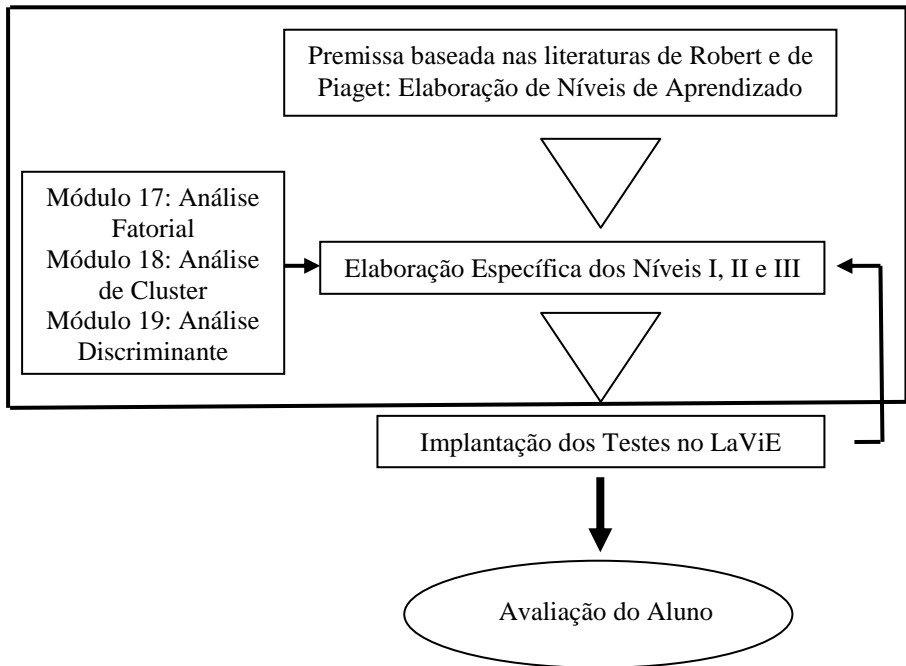 Premissa baseada nas literaturas de Robert e de
Piaget: Elaboração de Níveis de Aprendizado
Módulo 17: Análise
Fatorial
Módulo 18: Análise
de Cluster
Módulo 19: Análise
Discriminante
Elaboração Específica dos Níveis I, II e III
Implantação dos Testes no LaViE
Avaliação do Aluno